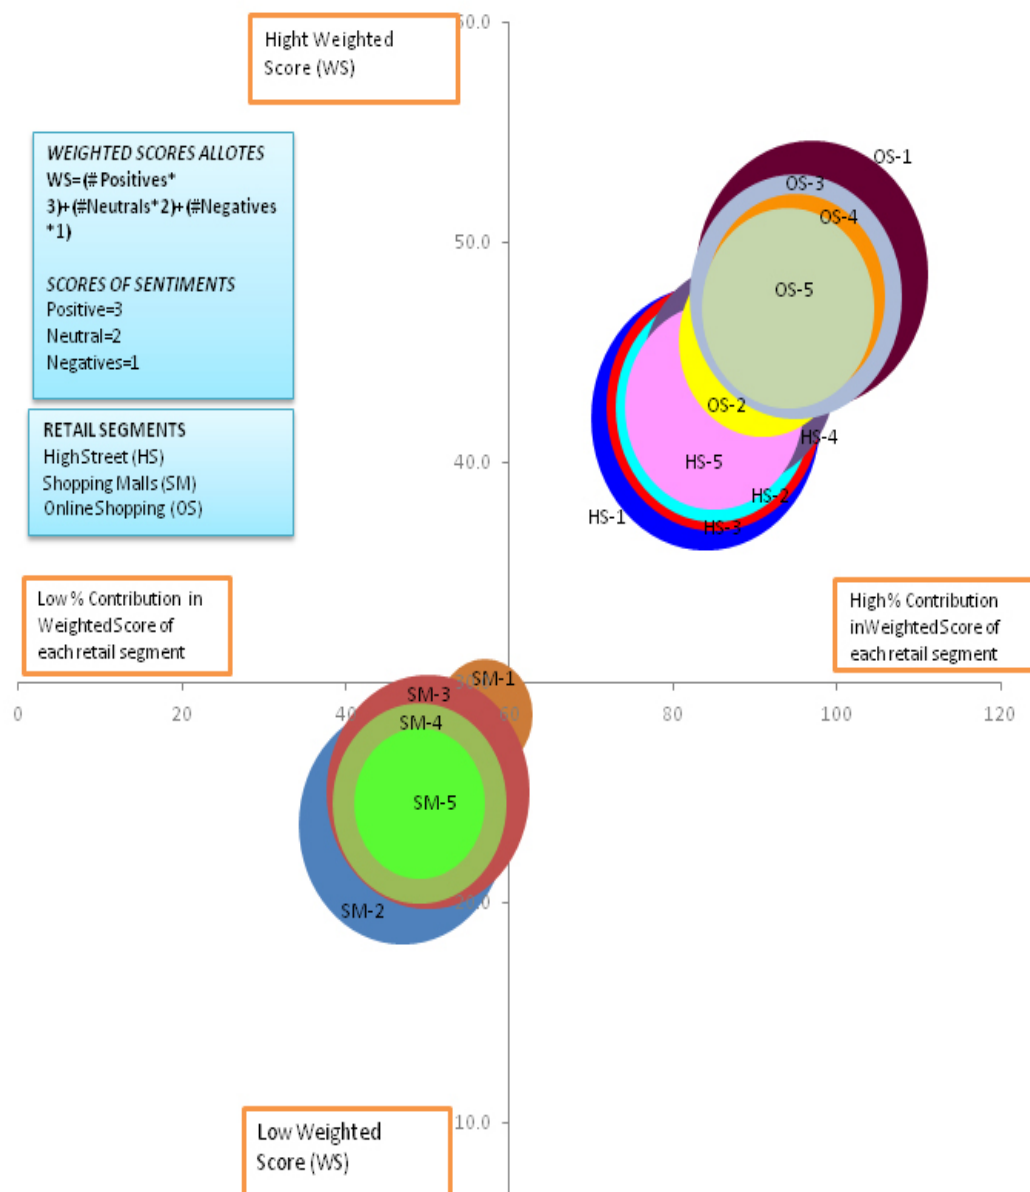 Hight Weighted
Score (WS)
50.0
WEIGHTED SCORES ALLOTES
WS=(# Positives*
3)+(#Neutrals*2)+(#Negatives
*1)
SCORES OF SENTIMENTS
Positive=3
Neutral=2
Negatives=1
RETAIL SEGMENTS
High Street (HS)
Shopping Malls (SM)
Online Shopping (OS)
OS-1
OS-3
OS-4
50.0
OS-5
OS-2
HS-4
40.0
HS-5
HS-2
HS-1
HS-3
Low % Contribution in
Weighted Score of
each retail segment
High % Contribution
in Weighted Score of
each retail segment
SM-1
SM-3
0
20
40
60
80
100
120
SM-4
SM-5
SM-2
10.0
Low Weighted
Score (WS)